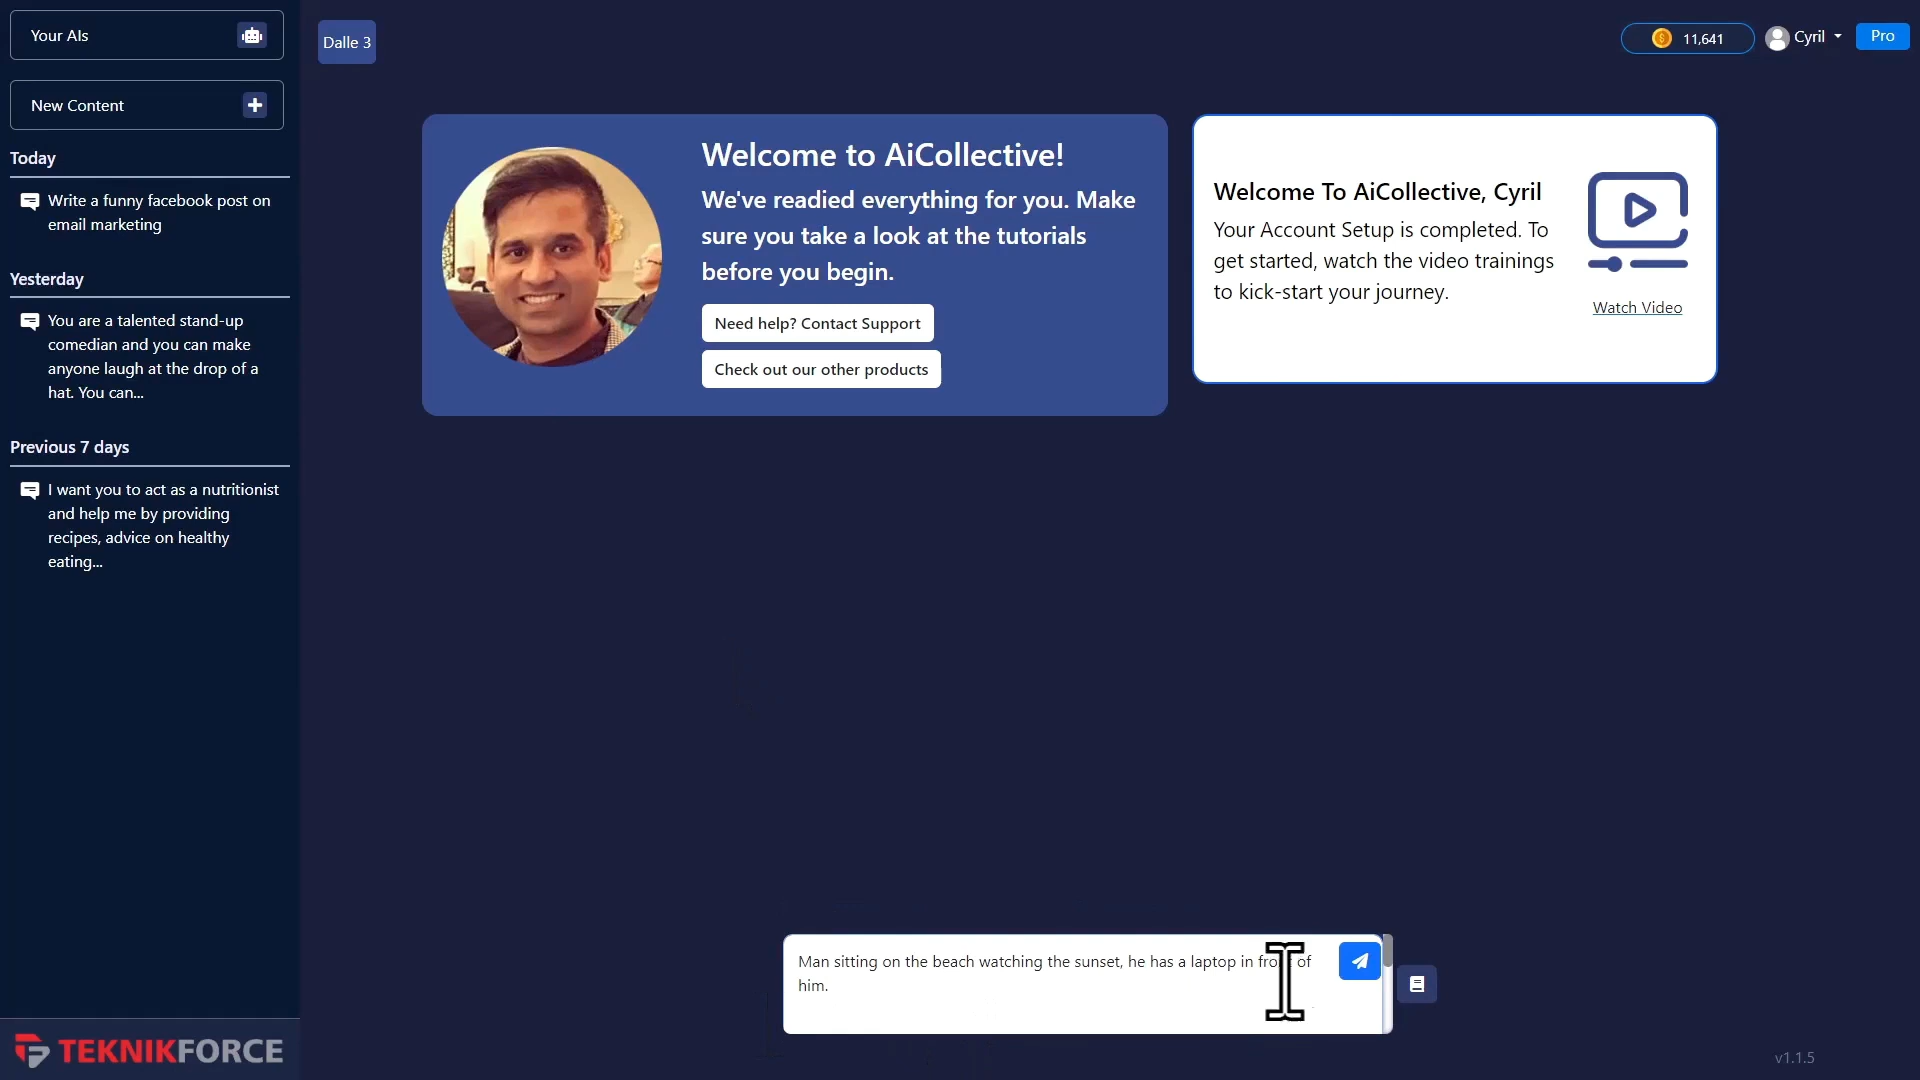 Your AIs
New Content
Today
Write a funny facebook post on
email marketing
Yesterday
You are a talented stand-up
comedian and you can make
anyone laugh at the drop of a
hat. You can...
Previous 7 days
I want you to act as a nutritionist
and help me by providing
recipes, advice on healthy
eating...
TEKNIKFORCE
Dalle 3
11,641
Cyril
Pro
Welcome to AiCollective!
We've readied everything for you. Make
sure you take a look at the tutorials
before you begin.
Need help? Contact Support
Check out our other products
Welcome To AiCollective, Cyril
Your Account Setup is completed. To
get started, watch the video trainings
to kick-start your journey.
Watch Video
Man sitting on the beach watching the sunset, he has a laptop in front of
him.
v1.1.5